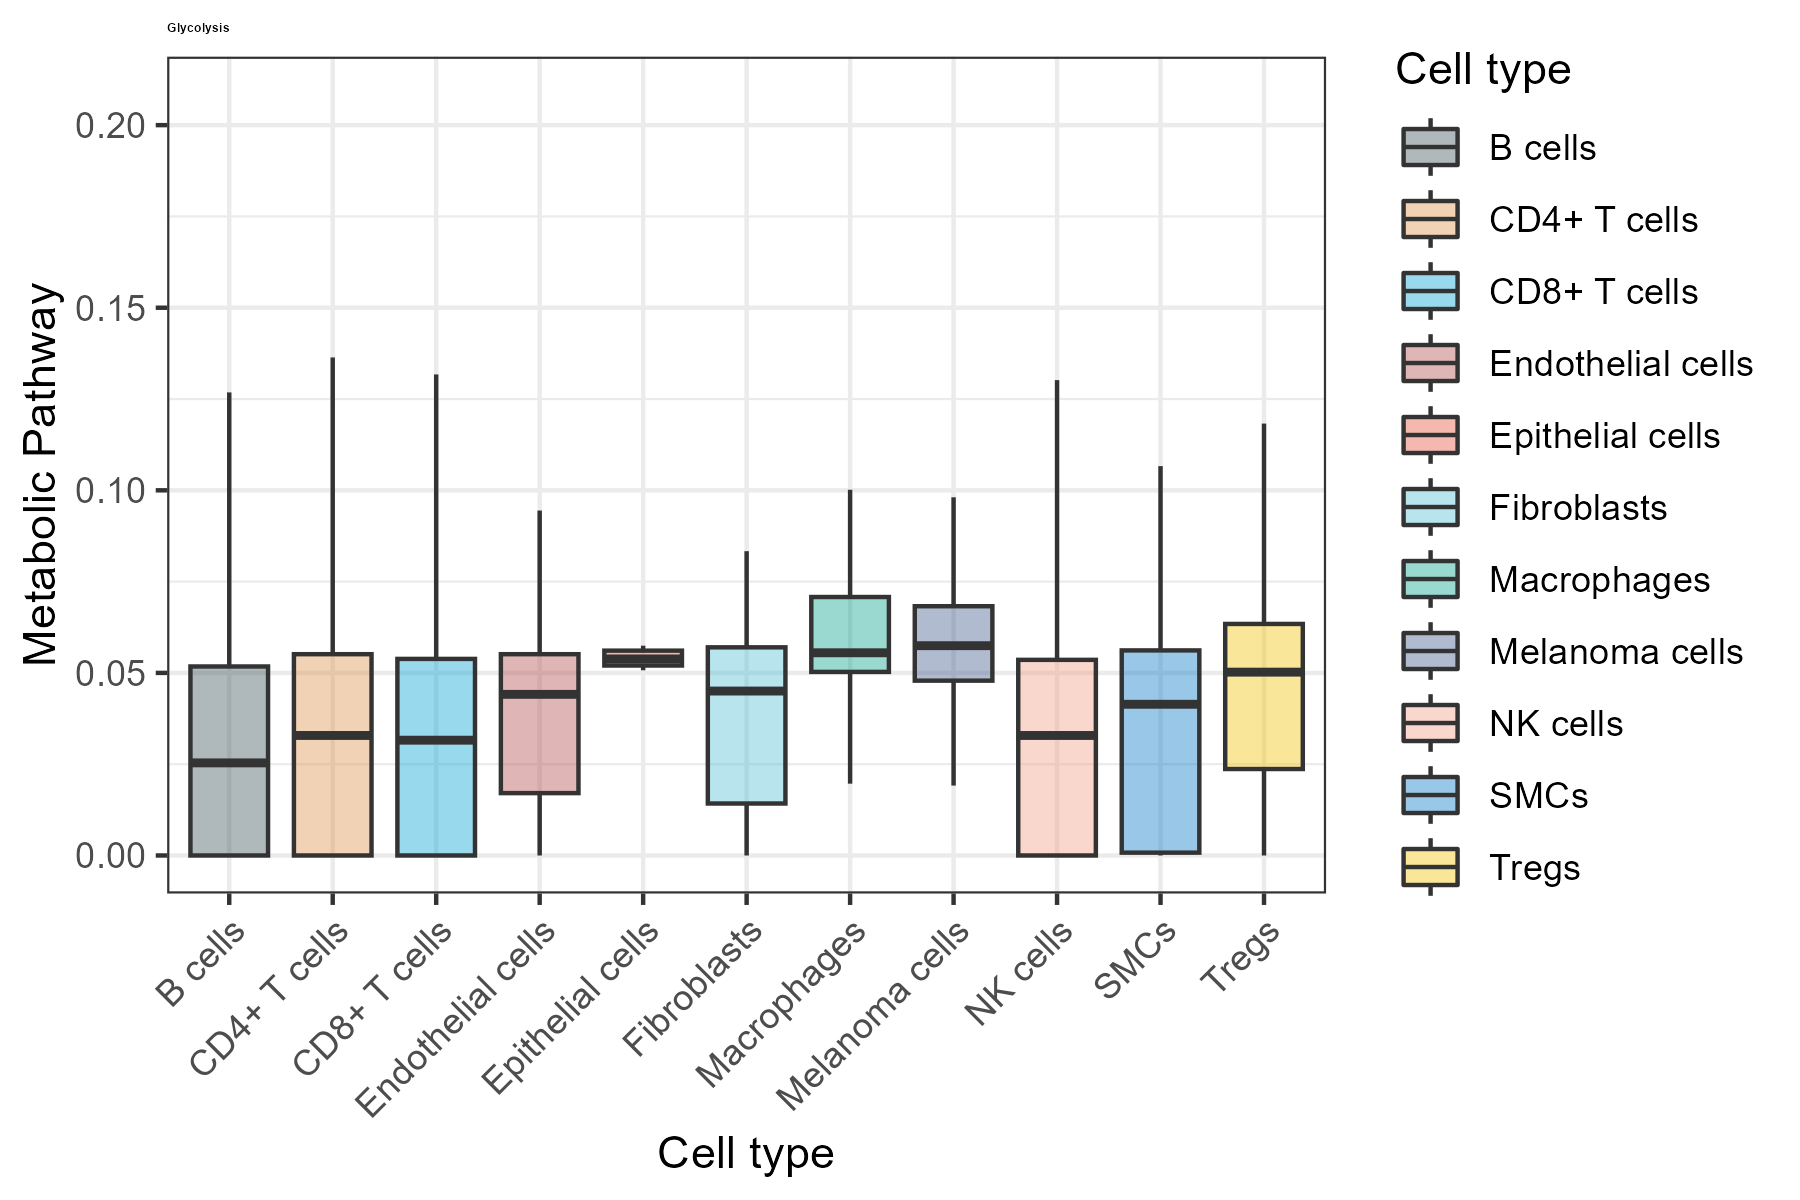 Glycolysis
Metabolic Pathway
0.20
0.15
0.10
0.05
0.00
B cells
CD4+ T cells
CD8+ T cells
Endothelial cells
Epithelial cells
Fibroblasts
Macrophages
Melanoma cells
NK cells
SMCs
Tregs
Cell type
Cell type
B cells
CD4+ T cells
CD8+ T cells
Endothelial cells
Epithelial cells
Fibroblasts
Macrophages
Melanoma cells
NK cells
SMCs
Tregs